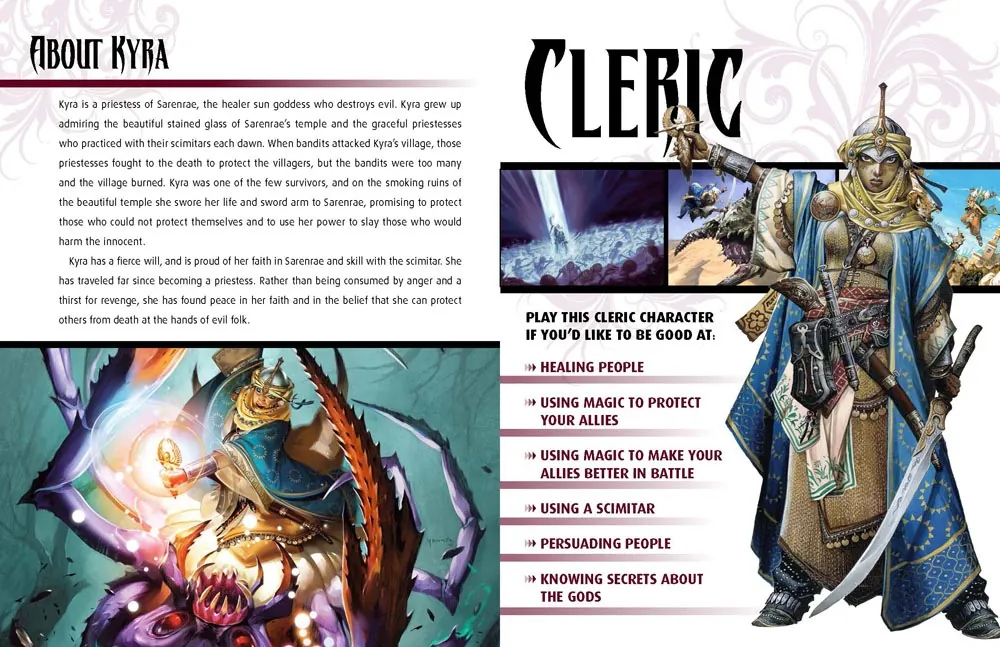 About Kyra
Kyra is a priestess of Sarenrae, the healer sun goddess who destroys evil. Kyra grew up
admiring the beautiful stained glass of Sarenrae's temple and the graceful priestesses
who practiced with their scimitars each dawn. When bandits attacked Kyra's village, those
priestesses fought to the death to protect the villagers, but the bandits were too many
and the village burned. Kyra was one of the few survivors, and on the smoking ruins of
the beautiful temple she swore her life and sword arm to Sarenrae, promising to protect
those who could not protect themselves and to use her power to slay those who would
harm the innocent.
Kyra has a fierce will, and is proud of her faith in Sarenrae and skill with the scimitar. She
has traveled far since becoming a priestess. Rather than being consumed by anger and a
thirst for revenge, she has found peace in her faith and in the belief that she can protect
others from death at the hands of evil folk.
Cleric
PLAY THIS CLERIC CHARACTER
IF YOU'D LIKE TO BE GOOD AT:
HEALING PEOPLE
USING MAGIC TO PROTECT
YOUR ALLIES
USING MAGIC TO MAKE YOUR
ALLIES BETTER IN BATTLE
USING A SCIMITAR
PERSUADING PEOPLE
KNOWING SECRETS ABOUT
THE GODS